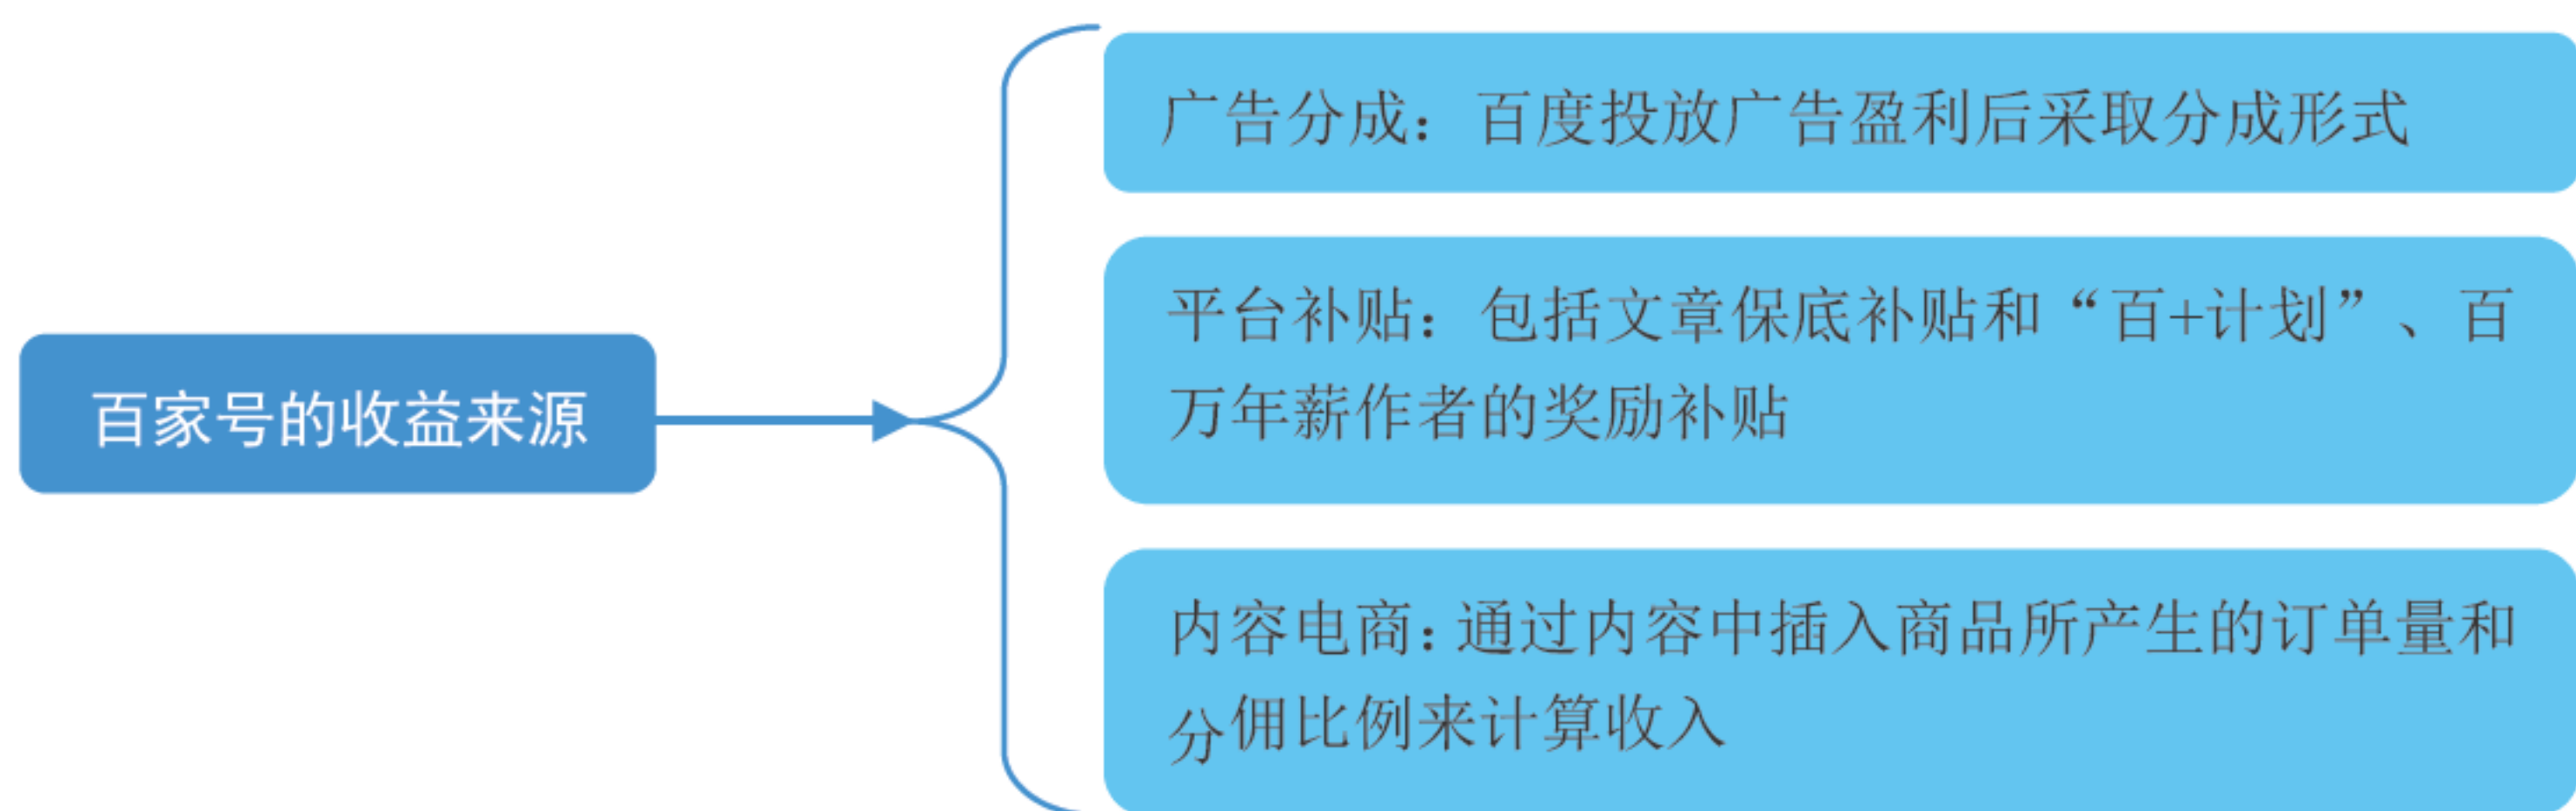 百家号的收益来源
广告分成：百度投放广告盈利后采取分成形式
平台补贴：包括文章保底补贴和“百+计划”、百
万年薪作者的奖励补贴
内容电商：通过内容中插入商品所产生的订单量和
分佣比例来计算收入